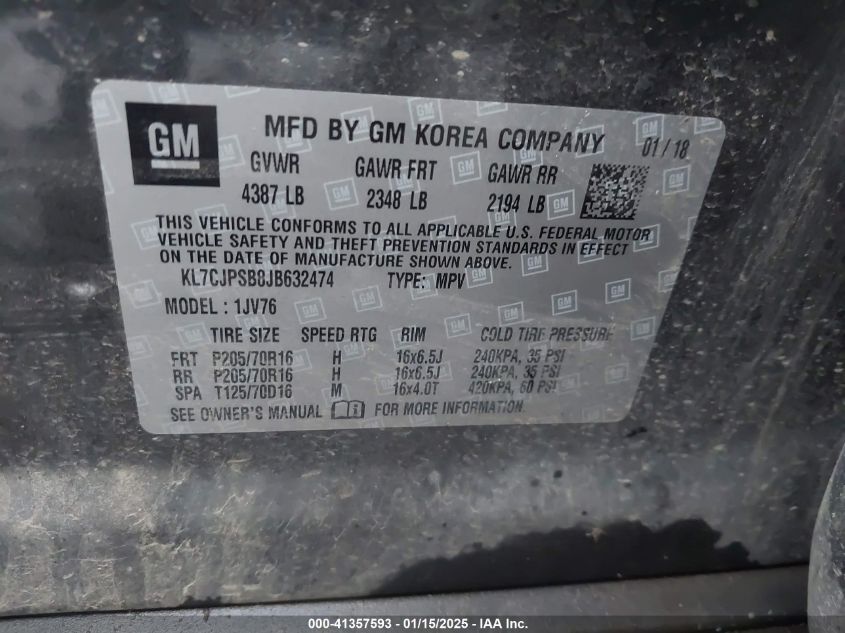 GM
MFD BY GM KOREA COMPANY 01/18
GVWR GAWR FRT GAWR RR
4387 LB 2348 LB 2194 LB
THIS VEHICLE CONFORMS TO ALL APPLICABLE U.S. FEDERAL MOTOR
VEHICLE SAFETY AND THEFT PREVENTION STANDARDS IN EFFECT
ON THE DATE OF MANUFACTURE SHOWN ABOVE.
KL7CJPSB8JB632474 TYPE: MPV
MODEL : 1JV76
TIRE SIZE SPEED RTG RIM COLD TIRE PRESSURE
FRT P205/70R16 H 16x6.5J 240KPA, 35 PSI
RR P205/70R16 H 16x6.5J 240KPA, 35 PSI
SPA T125/70D16 M 16x4.0T 420KPA, 60 PSI
SEE OWNER'S MANUAL FOR MORE INFORMATION
000-41357593 - 01/15/2025 - IAA Inc.